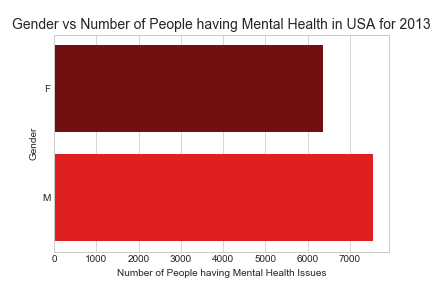 Gender vs Number of People having Mental Health in USA for 2013
F
Gender
M
0 1000 2000 3000 4000 5000 6000 7000
Number of People having Mental Health Issues